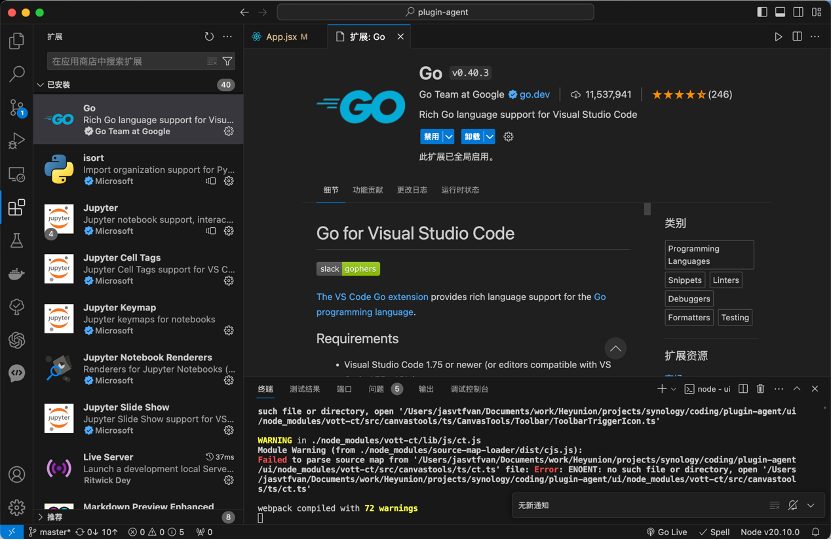 plugin-agent
扩展
App.jsx M
扩展: Go
在应用商店中搜索扩展
已安装
40
Go
Rich Go language support for Visu...
Go Team at Google
isort
Import organization support for Py...
Microsoft
Jupyter
Jupyter notebook support, interac...
Microsoft
4
Jupyter Cell Tags
Jupyter Cell Tags support for VS C...
Microsoft
Jupyter Keymap
Jupyter keymaps for notebooks
Microsoft
Jupyter Notebook Renderers
Renderers for Jupyter Notebooks (...
Microsoft
Jupyter Slide Show
Jupyter Slide Show support for VS...
Microsoft
Live Server
37ms
Launch a development local Serve...
Ritwick Dey
Markdown Preview Enhanced
推荐
8
1
GO
Go v0.40.3
Go Team at Google go.dev 11,537,941 (246)
Rich Go language support for Visual Studio Code
禁用 卸载
此扩展已全局启用。
细节 功能贡献 更改日志 运行时状态
Go for Visual Studio Code
slack gophers
The VS Code Go extension provides rich language support for the Go
programming language.
Requirements
• Visual Studio Code 1.75 or newer (or editors compatible with VS
类别
Programming
Languages
Snippets Linters
Debuggers
Formatters Testing
扩展资源
终端 测试结果 端口 问题 5 输出 调试控制台
node - ui
such file or directory, open '/Users/jasvtfvan/Documents/work/Heyunion/projects/synology/coding/plugin-agent/ui
/node_modules/vott-ct/src/canvastools/ts/CanvasTools/Toolbar/ToolbarTriggerIcon.ts'
WARNING in ./node_modules/vott-ct/lib/js/ct.js
Module Warning (from ./node_modules/source-map-loader/dist/cjs.js):
Failed to parse source map from '/Users/jasvtfvan/Documents/work/Heyunion/projects/synology/coding/plugin-agent
/ui/node_modules/vott-ct/src/canvastools/ts/ts/ct.ts' file: Error: ENOENT: no such file or directory, open '/Users
/jasvtfvan/Documents/work/Heyunion/projects/synology/coding/plugin-agent/ui/node_modules/vott-ct/src/canvastool
s/ts/ct.ts'
webpack compiled with 72 warnings
无新通知
master* 0↓ 10↑ 0 0 5 0
Go Live Spell Node v20.10.0